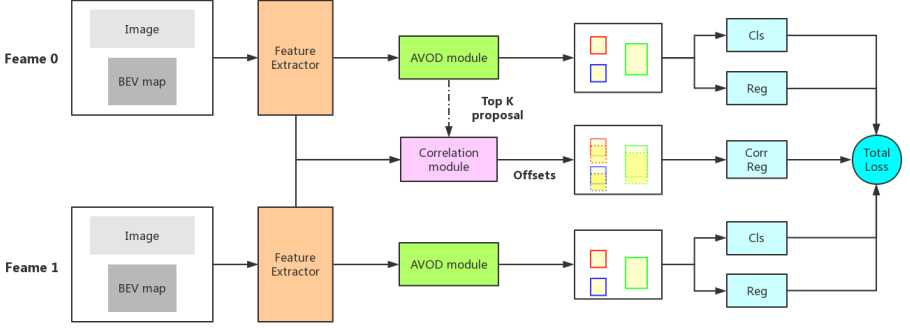 Feame 0
Image
BEV map
Feature
Extractor
AVOD module
Cls
Reg
Top K
proposal
Correlation
module
Offsets
Corr
Reg
Total
Loss
Feame 1
Image
BEV map
Feature
Extractor
AVOD module
Cls
Reg